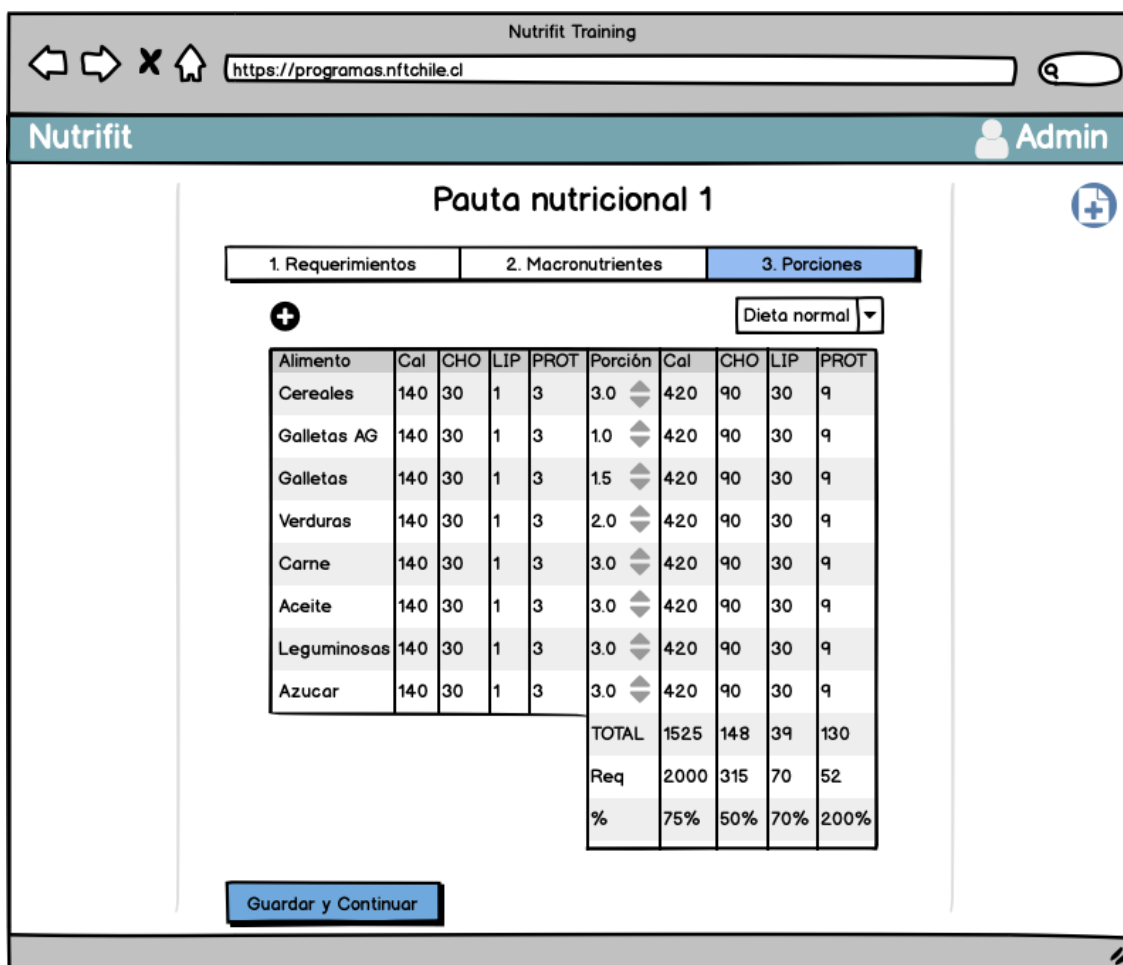 Nutrifit Training
https://programas.nftchile.cl
Nutrifit Admin
Pauta nutricional 1
1. Requerimientos 2. Macronutrientes 3. Porciones
Dieta normal
Alimento Cal CHO LIP PROT Porción Cal CHO LIP PROT
Cereales 140 30 1 3 3.0 420 90 30 9
Galletas AG 140 30 1 3 1.0 420 90 30 9
Galletas 140 30 1 3 1.5 420 90 30 9
Verduras 140 30 1 3 2.0 420 90 30 9
Carne 140 30 1 3 3.0 420 90 30 9
Aceite 140 30 1 3 3.0 420 90 30 9
Leguminosas 140 30 1 3 3.0 420 90 30 9
Azucar 140 30 1 3 3.0 420 90 30 9
TOTAL 1525 148 39 130
Req 2000 315 70 52
% 75% 50% 70% 200%
Guardar y Continuar